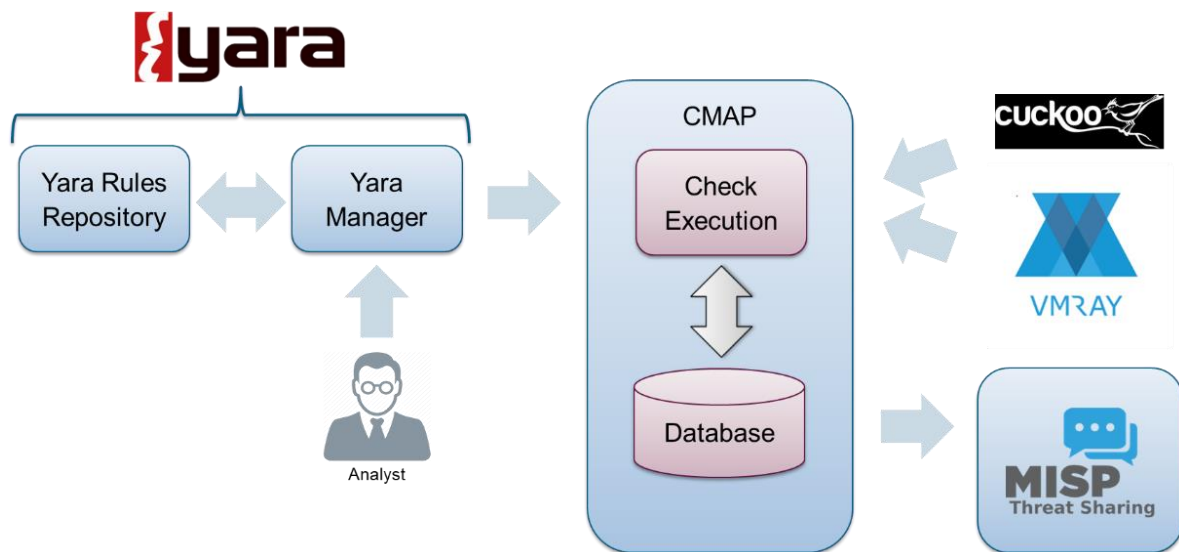 yara
Yara Rules
Repository
Yara
Manager
Analyst
CMAP
Check
Execution
Database
cuckoo
VMRAY
MISP
Threat Sharing